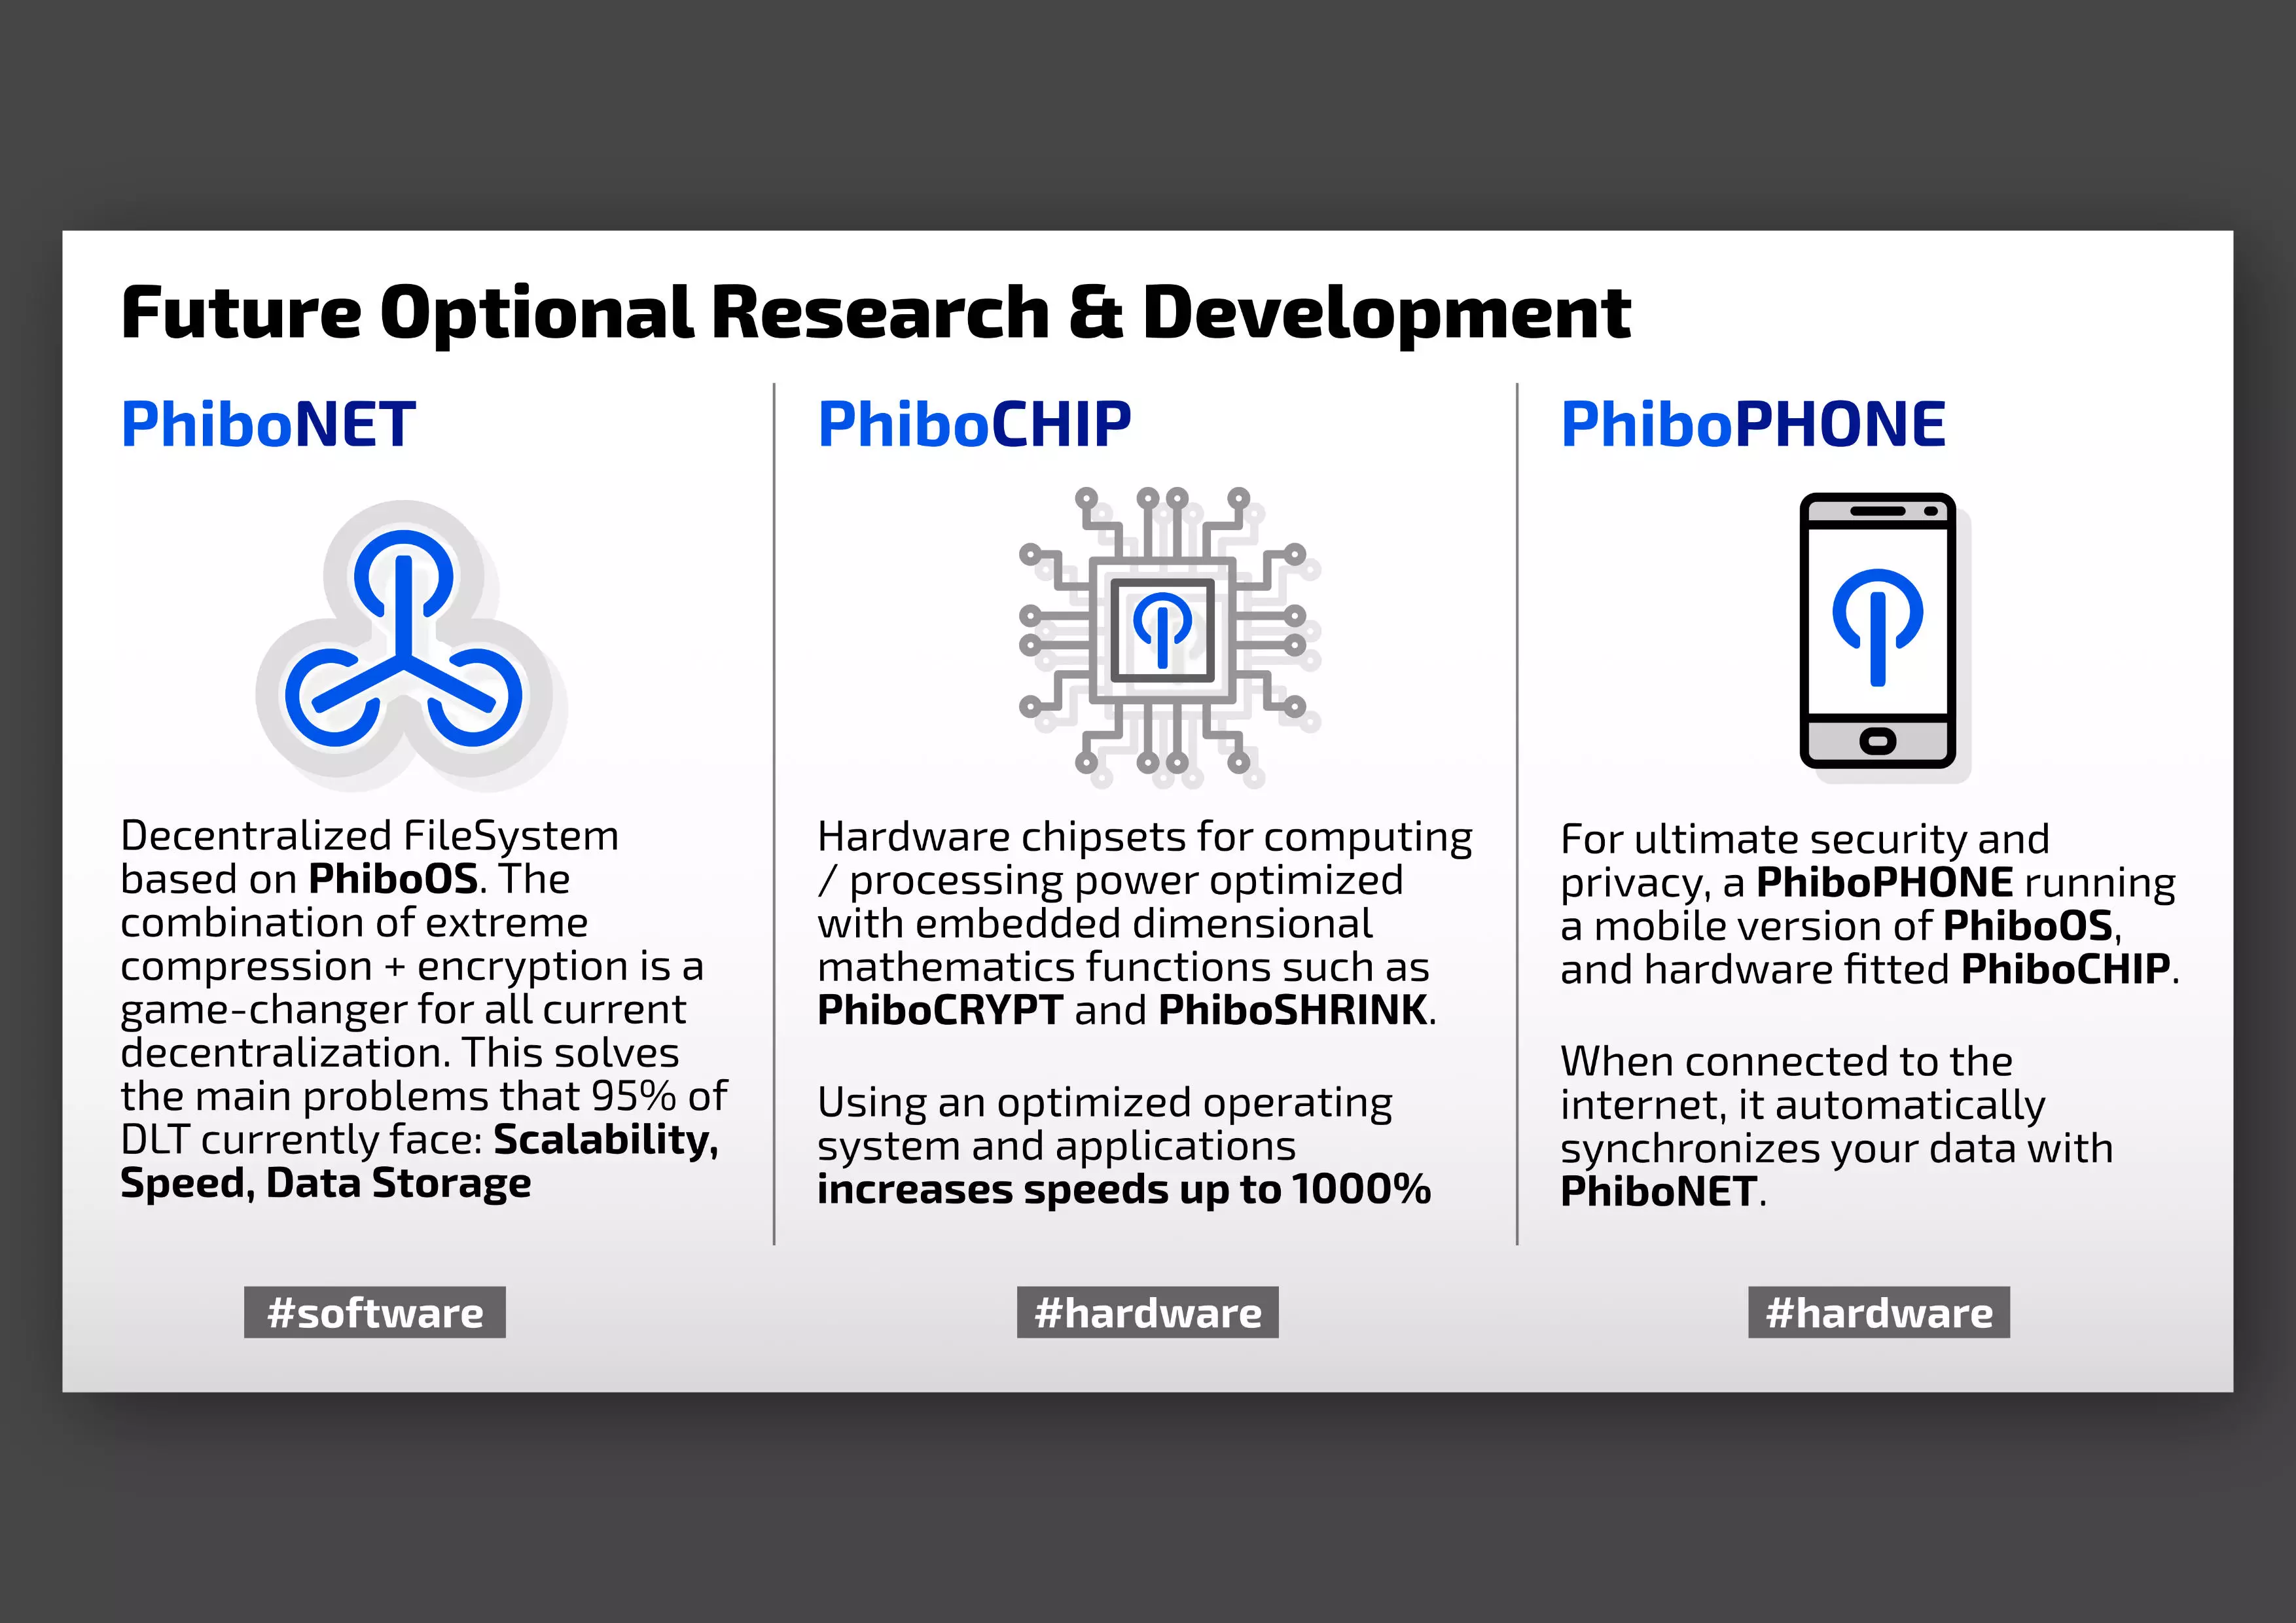 Future Optional Research & Development
PhiboNET
Decentralized FileSystem
based on PhiboOS. The
combination of extreme
compression + encryption is a
game-changer for all current
decentralization. This solves
the main problems that 95% of
DLT currently face: Scalability,
Speed, Data Storage
#software
PhiboCHIP
Hardware chipsets for computing
/ processing power optimized
with embedded dimensional
mathematics functions such as
PhiboCRYPT and PhiboSHRINK.
Using an optimized operating
system and applications
increases speeds up to 1000%
#hardware
PhiboPHONE
For ultimate security and
privacy, a PhiboPHONE running
a mobile version of PhiboOS,
and hardware fitted PhiboCHIP.
When connected to the
internet, it automatically
synchronizes your data with
PhiboNET.
#hardware